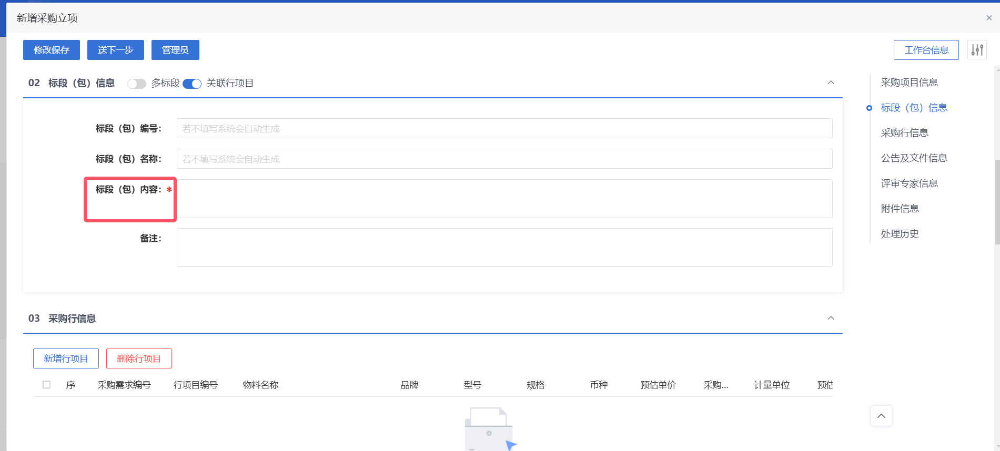 新增采购立项
修改保存 送下一步 管理员 工作台信息
02 标段（包）信息 多标段 关联行项目
标段（包）编号： 若不填写系统会自动生成
标段（包）名称： 若不填写系统会自动生成
标段（包）内容：*
备注：
03 采购行信息
新增行项目 删除行项目
序 采购需求编号 行项目编号 物料名称 品牌 型号 规格 币种 预估单价 采购... 计量单位 预估
采购项目信息
标段（包）信息
采购行信息
公告及文件信息
评审专家信息
附件信息
处理历史